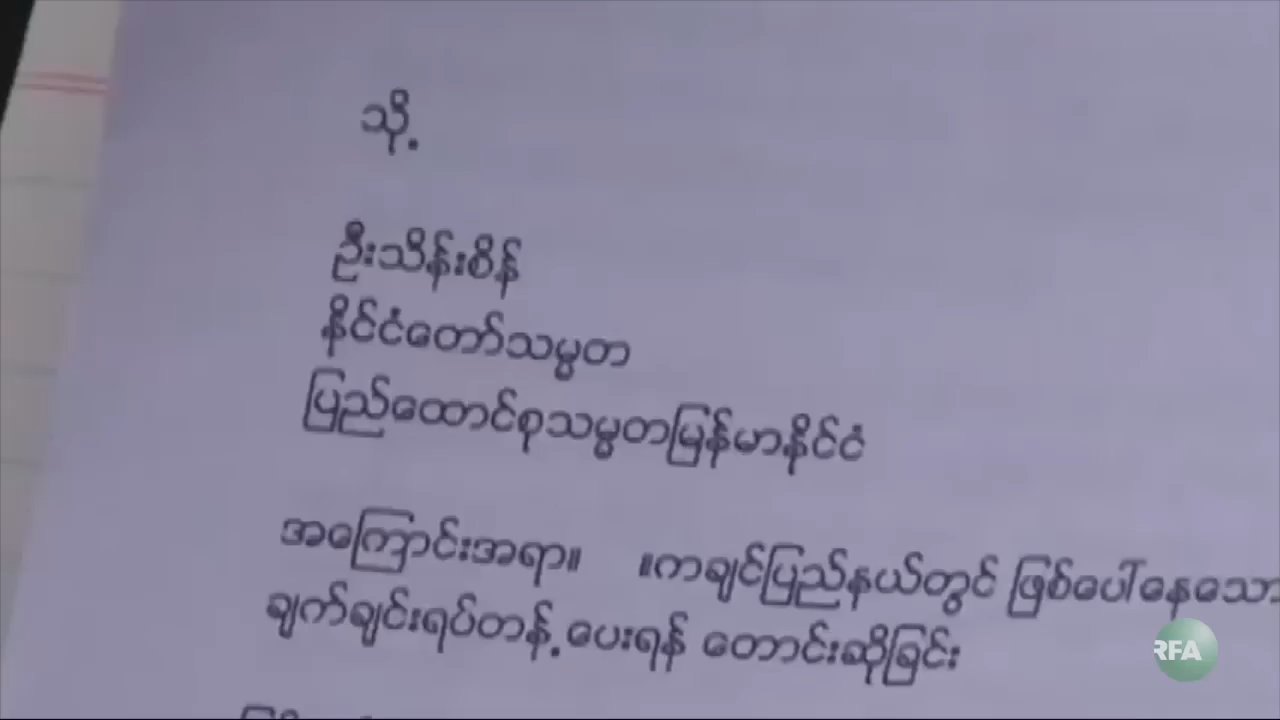 သို့
ဦးသိန်းစိန်
နိုင်ငံတော်သမ္မတ
ပြည်ထောင်စုသမ္မတမြန်မာနိုင်ငံ
အကြောင်းအရာ။ ။ကချင်ပြည်နယ်တွင် ဖြစ်ပေါ်နေသော
ချက်ချင်းရပ်တန့်ပေးရန် တောင်းဆိုခြင်း
RFA